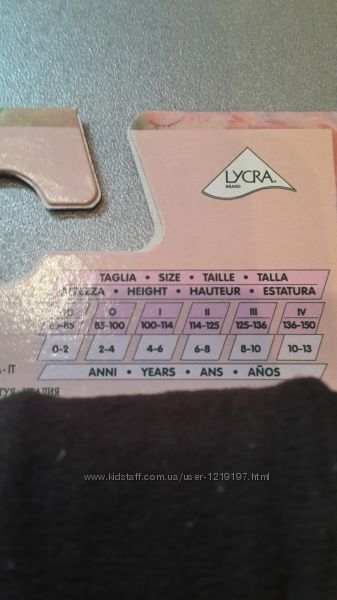 LYCRA.
BRAND
TAGLIA • SIZE • TAILLE • TALLA
ALTEZZA • HEIGHT • HAUTEUR • ESTATURA
O I II III IV
85-100 100-114 114-125 125-136 136-150
0-2 2-4 4-6 6-8 8-10 10-13
ANNI • YEARS • ANS • AÑOS
- IT
ИТАЛИЯ
www.kidstaff.com.ua/user-1219197.html